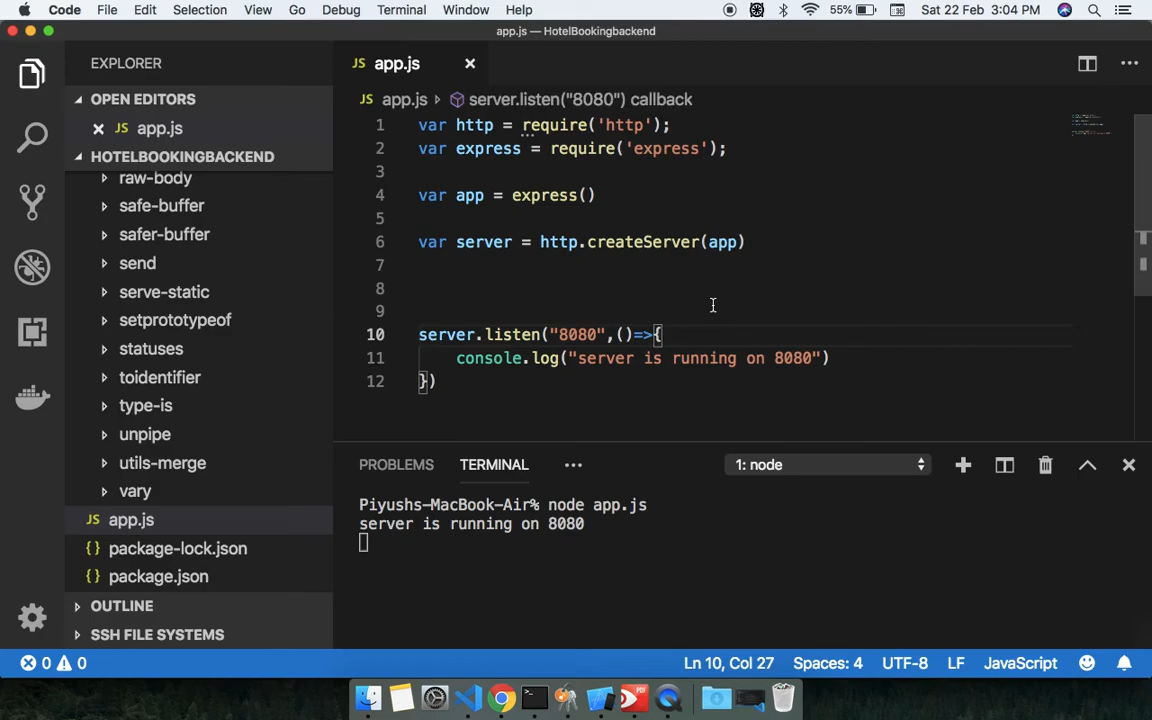 Code File Edit Selection View Go Debug Terminal Window Help 55% Sat 22 Feb 3:04 PM
app.js — HotelBookingbackend
EXPLORER
OPEN EDITORS
JS app.js
HOTELBOOKINGBACKEND
raw-body
safe-buffer
safer-buffer
send
serve-static
setprototypeof
statuses
toidentifier
type-is
unpipe
utils-merge
vary
JS app.js
{} package-lock.json
{} package.json
OUTLINE
SSH FILE SYSTEMS
JS app.js
JS app.js server.listen("8080") callback
1 var http = require('http');
2 var express = require('express');
3
4 var app = express()
5
6 var server = http.createServer(app)
7
8
9
10 server.listen("8080",()=>{
11 console.log("server is running on 8080")
12 })
PROBLEMS TERMINAL 1: node
Piyushs-MacBook-Air% node app.js
server is running on 8080
0 0 Ln 10, Col 27 Spaces: 4 UTF-8 LF JavaScript
PDF